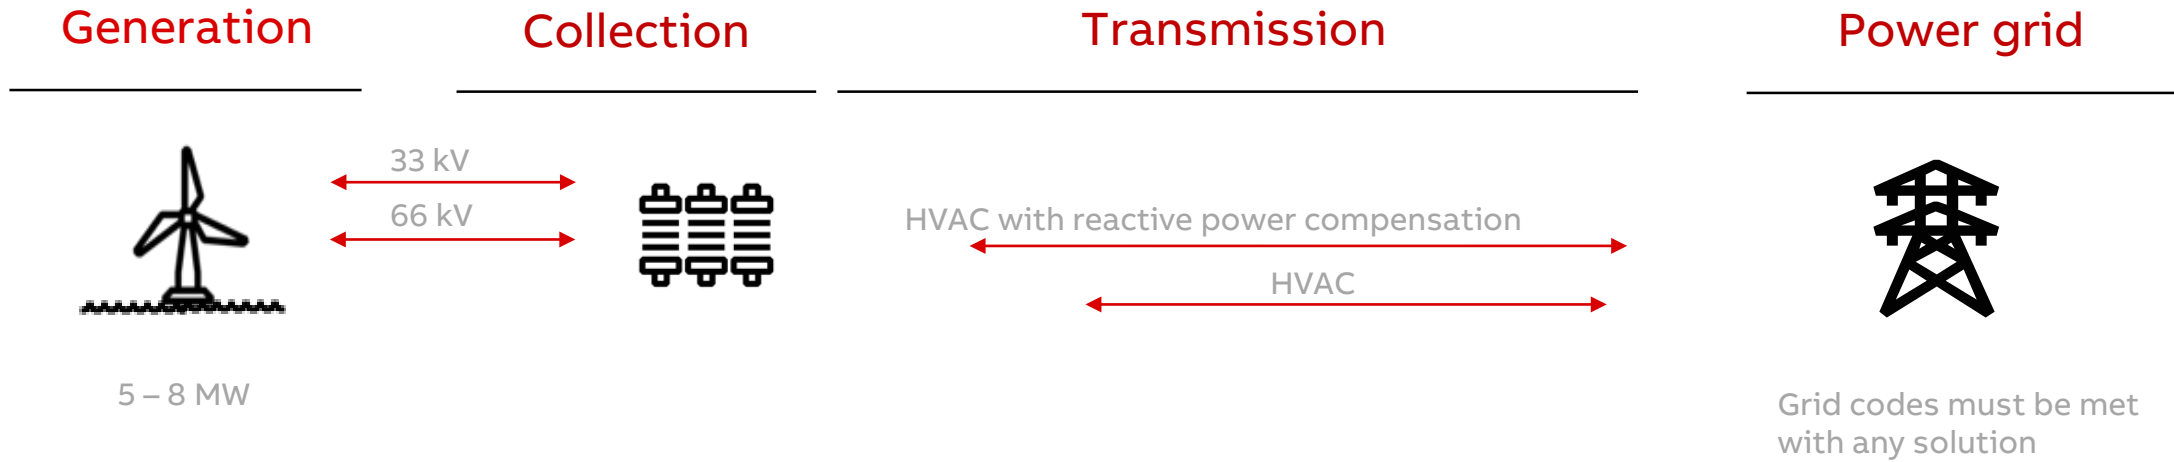 Generation
Collection
Transmission
Power grid
33 kV
66 kV
HVAC with reactive power compensation
HVAC
5 – 8 MW
Grid codes must be met
with any solution